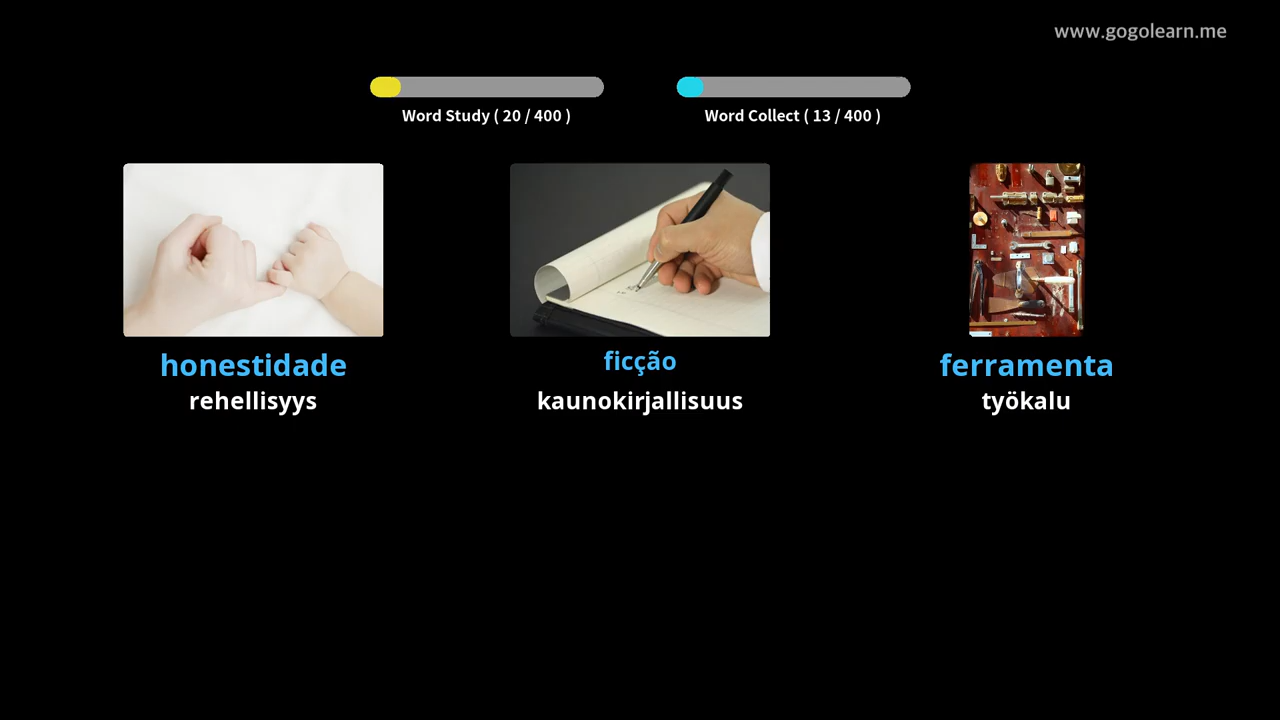 www.gogolearn.me
Word Study ( 20 / 400 )
Word Collect ( 13 / 400 )
honestidade
rehellisyys
ficção
kaunokirjallisuus
ferramenta
työkalu